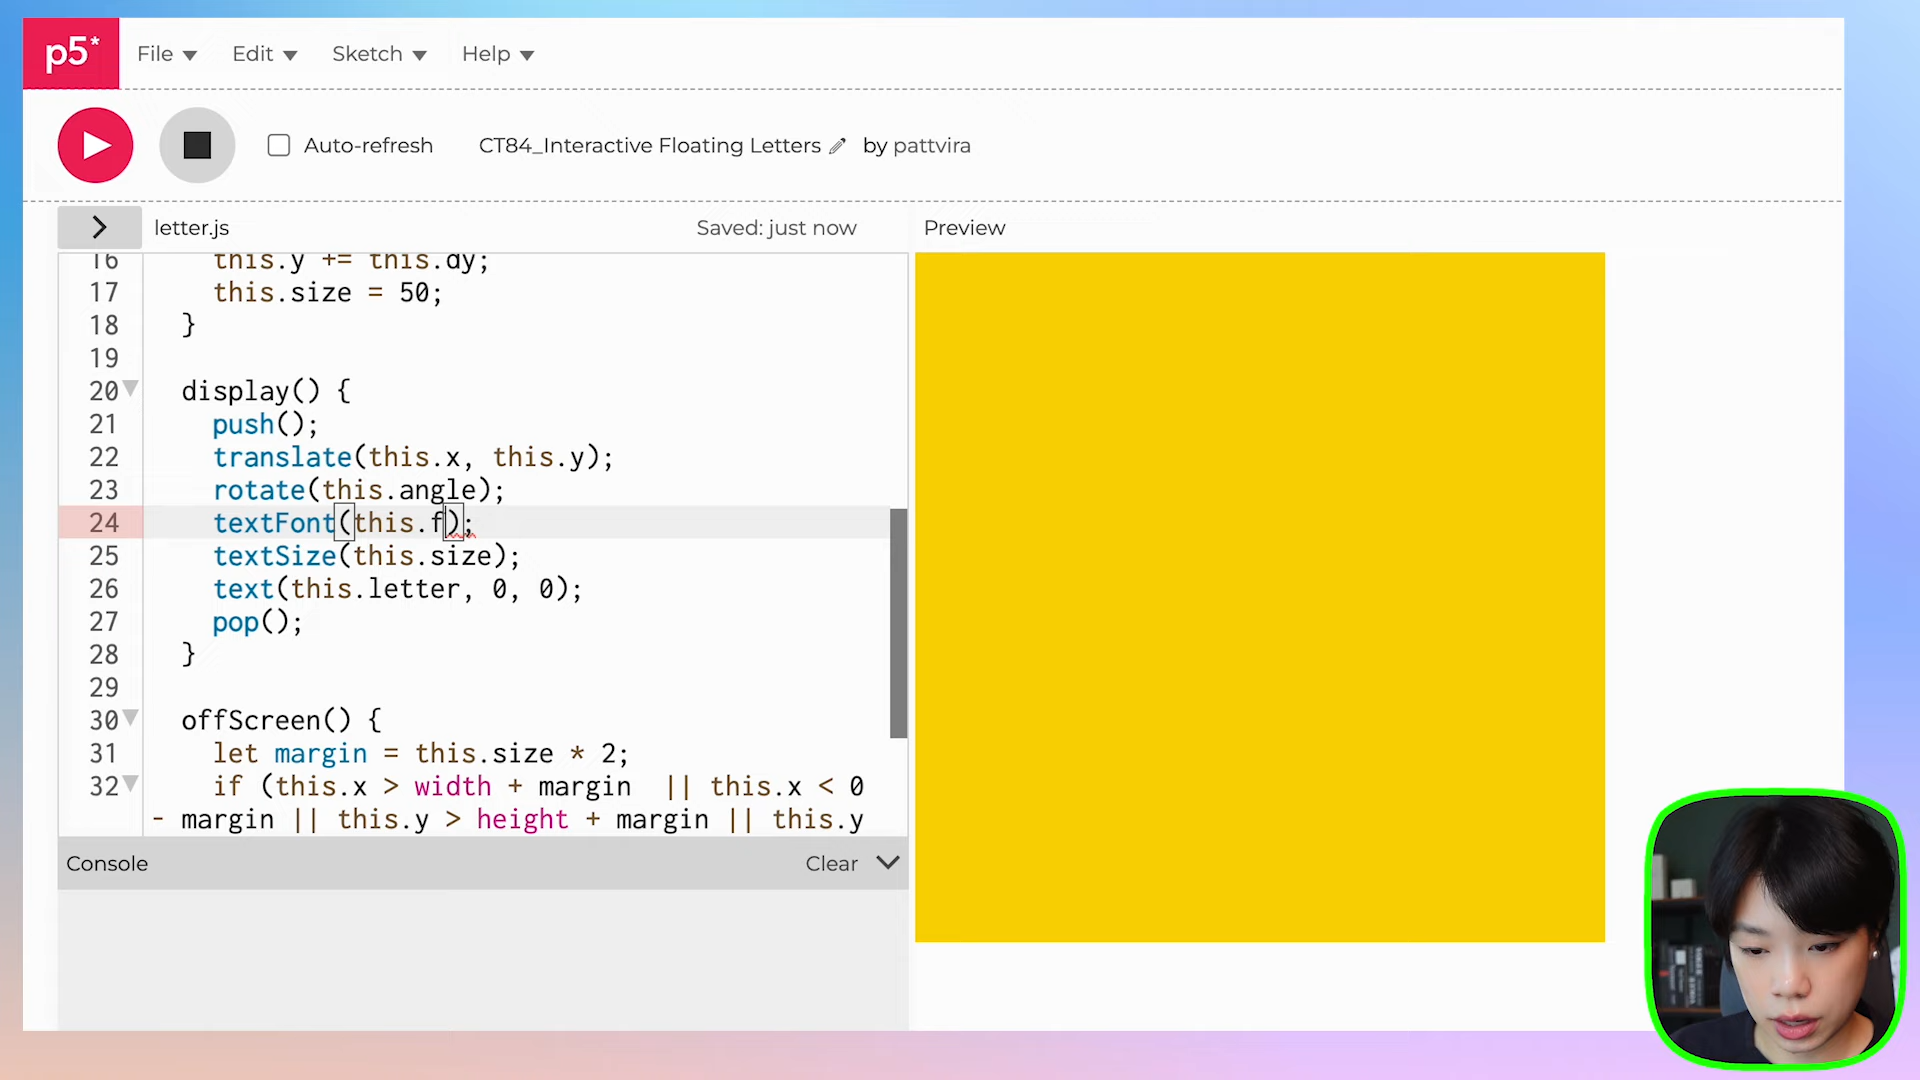 p5*
File Edit Sketch Help
Auto-refresh CT84_Interactive Floating Letters by pattvira
letter.js Saved: just now Preview
16 this.y += this.dy;
17 this.size = 50;
18 }
19
20 display() {
21 push();
22 translate(this.x, this.y);
23 rotate(this.angle);
24 textFont(this.f);
25 textSize(this.size);
26 text(this.letter, 0, 0);
27 pop();
28 }
29
30 offScreen() {
31 let margin = this.size * 2;
32 if (this.x > width + margin || this.x < 0
- margin || this.y > height + margin || this.y
Console Clear